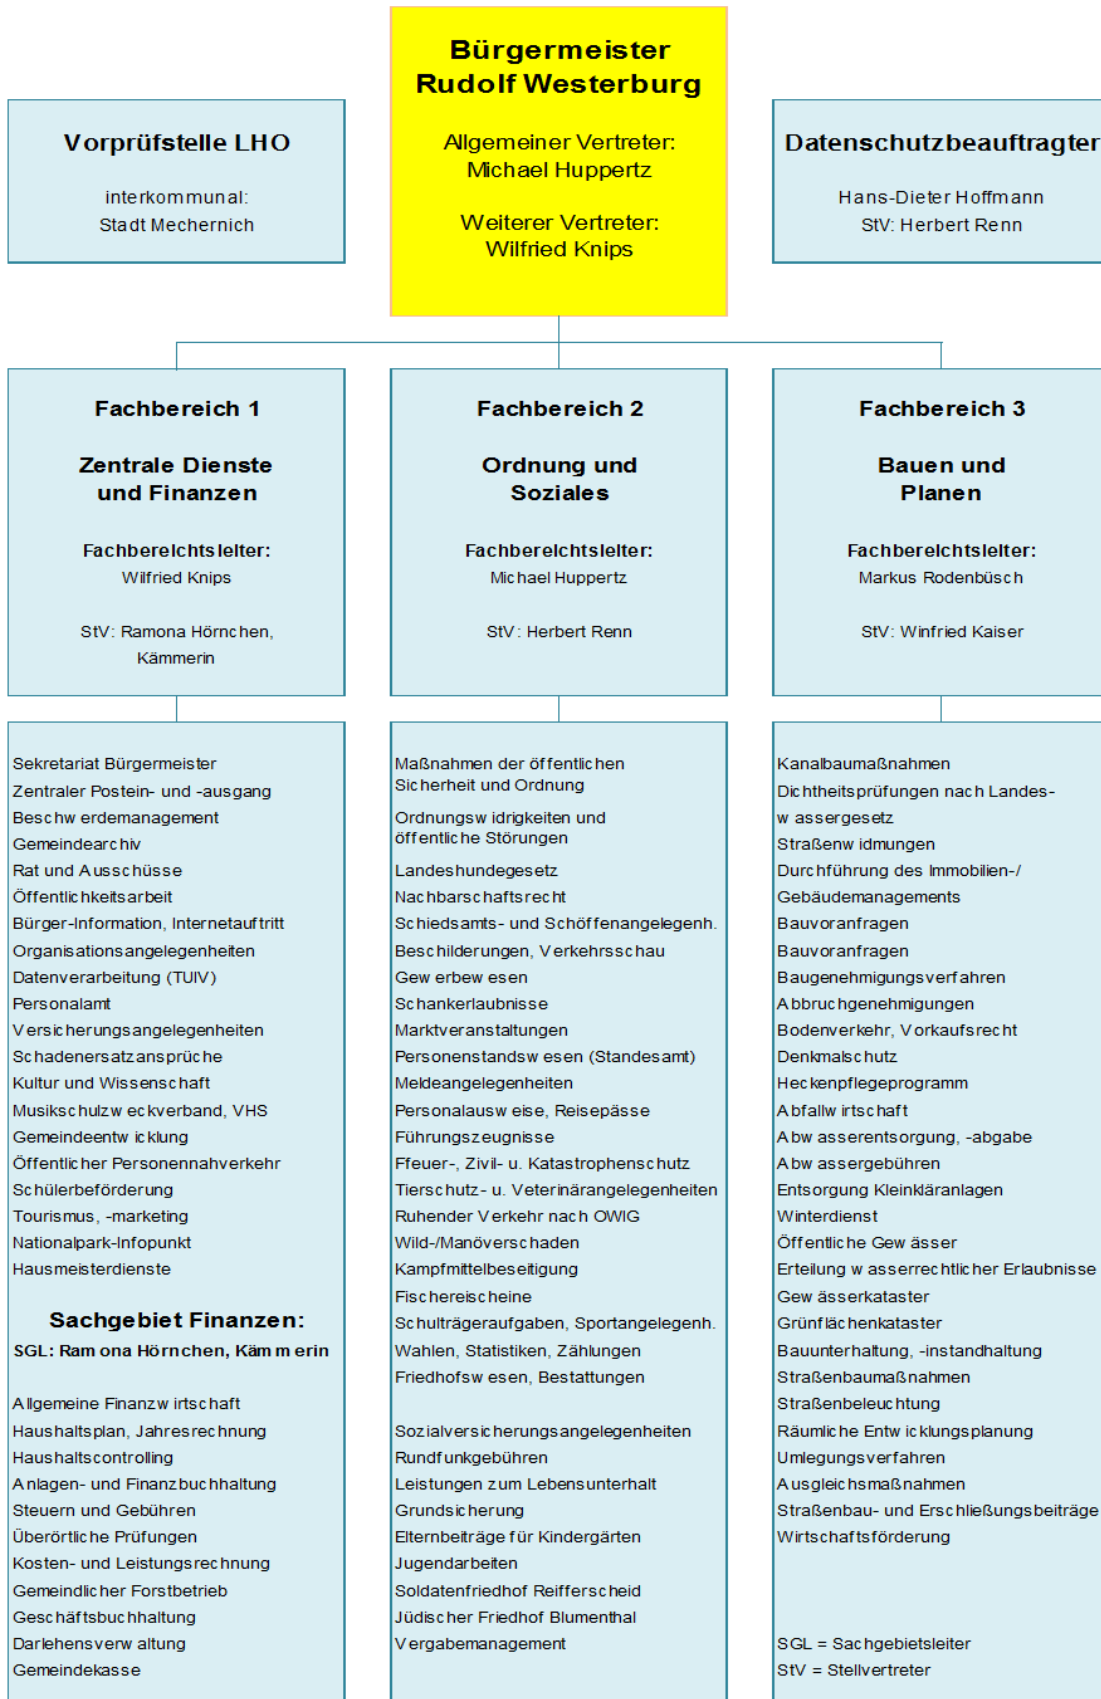 Bürgermeister
Rudolf Westerburg
Allgemeiner Vertreter:
Michael Huppertz
Weiterer Vertreter:
Wilfried Knips
Vorprüfstelle LHO
interkommunal:
Stadt Mechernich
Datenschutzbeauftragter
Hans-Dieter Hoffmann
StV: Herbert Renn
Fachbereich 1
Zentrale Dienste
und Finanzen
Fachbereichtsleiter:
Wilfried Knips
StV: Ramona Hörnchen,
Kämmerin
Fachbereich 2
Ordnung und
Soziales
Fachbereichtsleiter:
Michael Huppertz
StV: Herbert Renn
Fachbereich 3
Bauen und
Planen
Fachbereichtsleiter:
Markus Rodenbüsch
StV: Winfried Kaiser
Sekretariat Bürgermeister
Zentraler Postein- und -ausgang
Beschwerdemanagement
Gemeindearchiv
Rat und Ausschüsse
Öffentlichkeitsarbeit
Bürger-Information, Internetauftritt
Organisationsangelegenheiten
Datenverarbeitung (TUIV)
Personalamt
Versicherungsangelegenheiten
Schadenersatzansprüche
Kultur und Wissenschaft
Musikschulzweckverband, VHS
Gemeindeentwicklung
Öffentlicher Personennahverkehr
Schülerbeförderung
Tourismus, -marketing
Nationalpark-Infopunkt
Hausmeisterdienste
Sachgebiet Finanzen:
SGL: Ramona Hörnchen, Kämmerin
Allgemeine Finanzwirtschaft
Haushaltsplan, Jahresrechnung
Haushaltscontrolling
Anlagen- und Finanzbuchhaltung
Steuern und Gebühren
Überörtliche Prüfungen
Kosten- und Leistungsrechnung
Gemeindlicher Forstbetrieb
Geschäftsbuchhaltung
Darlehensverwaltung
Gemeindekasse
Maßnahmen der öffentlichen
Sicherheit und Ordnung
Ordnungswidrigkeiten und
öffentliche Störungen
Landeshundegesetz
Nachbarschaftsrecht
Schiedsamts- und Schöffenangelegenh.
Beschilderungen, Verkehrsschau
Gewerbewesen
Schankerlaubnisse
Marktveranstaltungen
Personenstandswesen (Standesamt)
Meldeangelegenheiten
Personalausweise, Reisepässe
Führungszeugnisse
Ffeuer-, Zivil- u. Katastrophenschutz
Tierschutz- u. Veterinärangelegenheiten
Ruhender Verkehr nach OWIG
Wild-/Manöverschaden
Kampfmittelbeseitigung
Fischereischeine
Schulträgeraufgaben, Sportangelegenh.
Wahlen, Statistiken, Zählungen
Friedhofswesen, Bestattungen
Sozialversicherungsangelegenheiten
Rundfunkgebühren
Leistungen zum Lebensunterhalt
Grundsicherung
Elternbeiträge für Kindergärten
Jugendarbeiten
Soldatenfriedhof Reifferscheid
Jüdischer Friedhof Blumenthal
Vergabemanagement
Kanalbaumaßnahmen
Dichtheitsprüfungen nach Landes-
wassergesetz
Straßenwidmungen
Durchführung des Immobilien-/
Gebäudemanagements
Bauvoranfragen
Bauvoranfragen
Baugenehmigungsverfahren
Abbruchgenehmigungen
Bodenverkehr, Vorkaufsrecht
Denkmalschutz
Heckenpflegeprogramm
Abfallwirtschaft
Abwasserentsorgung, -abgabe
Abwassergebühren
Entsorgung Kleinkläranlagen
Winterdienst
Öffentliche Gewässer
Erteilung wasserrechtlicher Erlaubnisse
Gewässerkataster
Grünflächenkataster
Bauunterhaltung, -instandhaltung
Straßenbaumaßnahmen
Straßenbeleuchtung
Räumliche Entwicklungsplanung
Umlegungsverfahren
Ausgleichsmaßnahmen
Straßenbau- und Erschließungsbeiträge
Wirtschaftsförderung
SGL = Sachgebietsleiter
StV = Stellvertreter